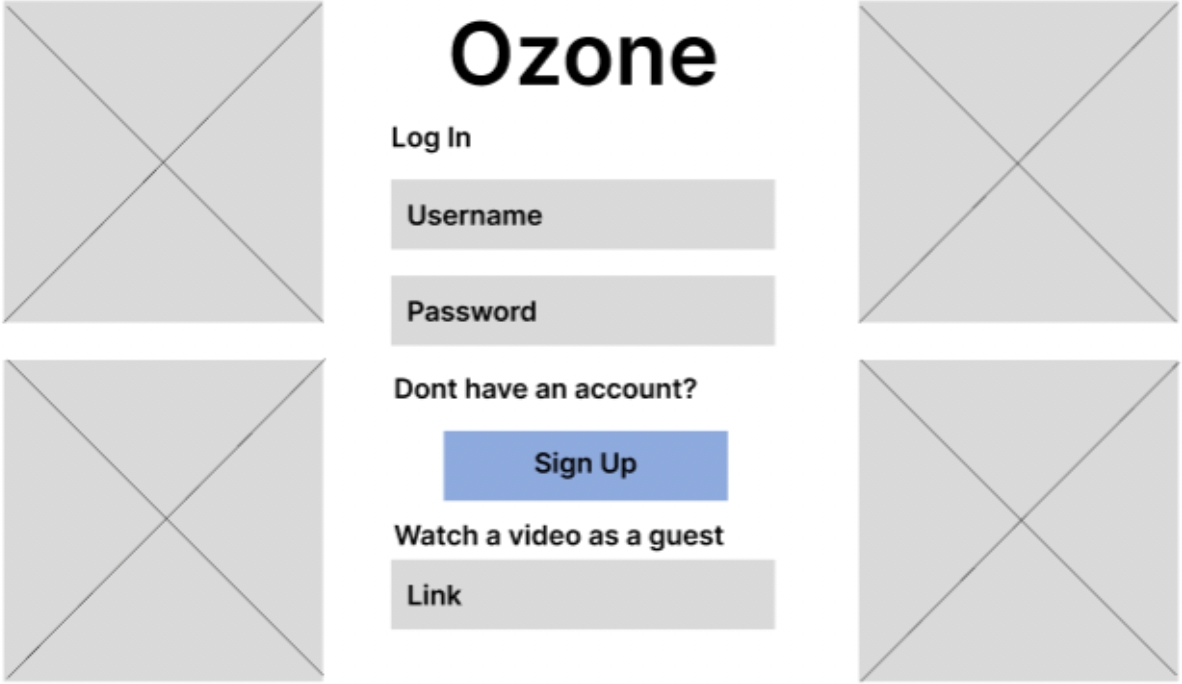 Ozone
Log In
Username
Password
Dont have an account?
Sign Up
Watch a video as a guest
Link